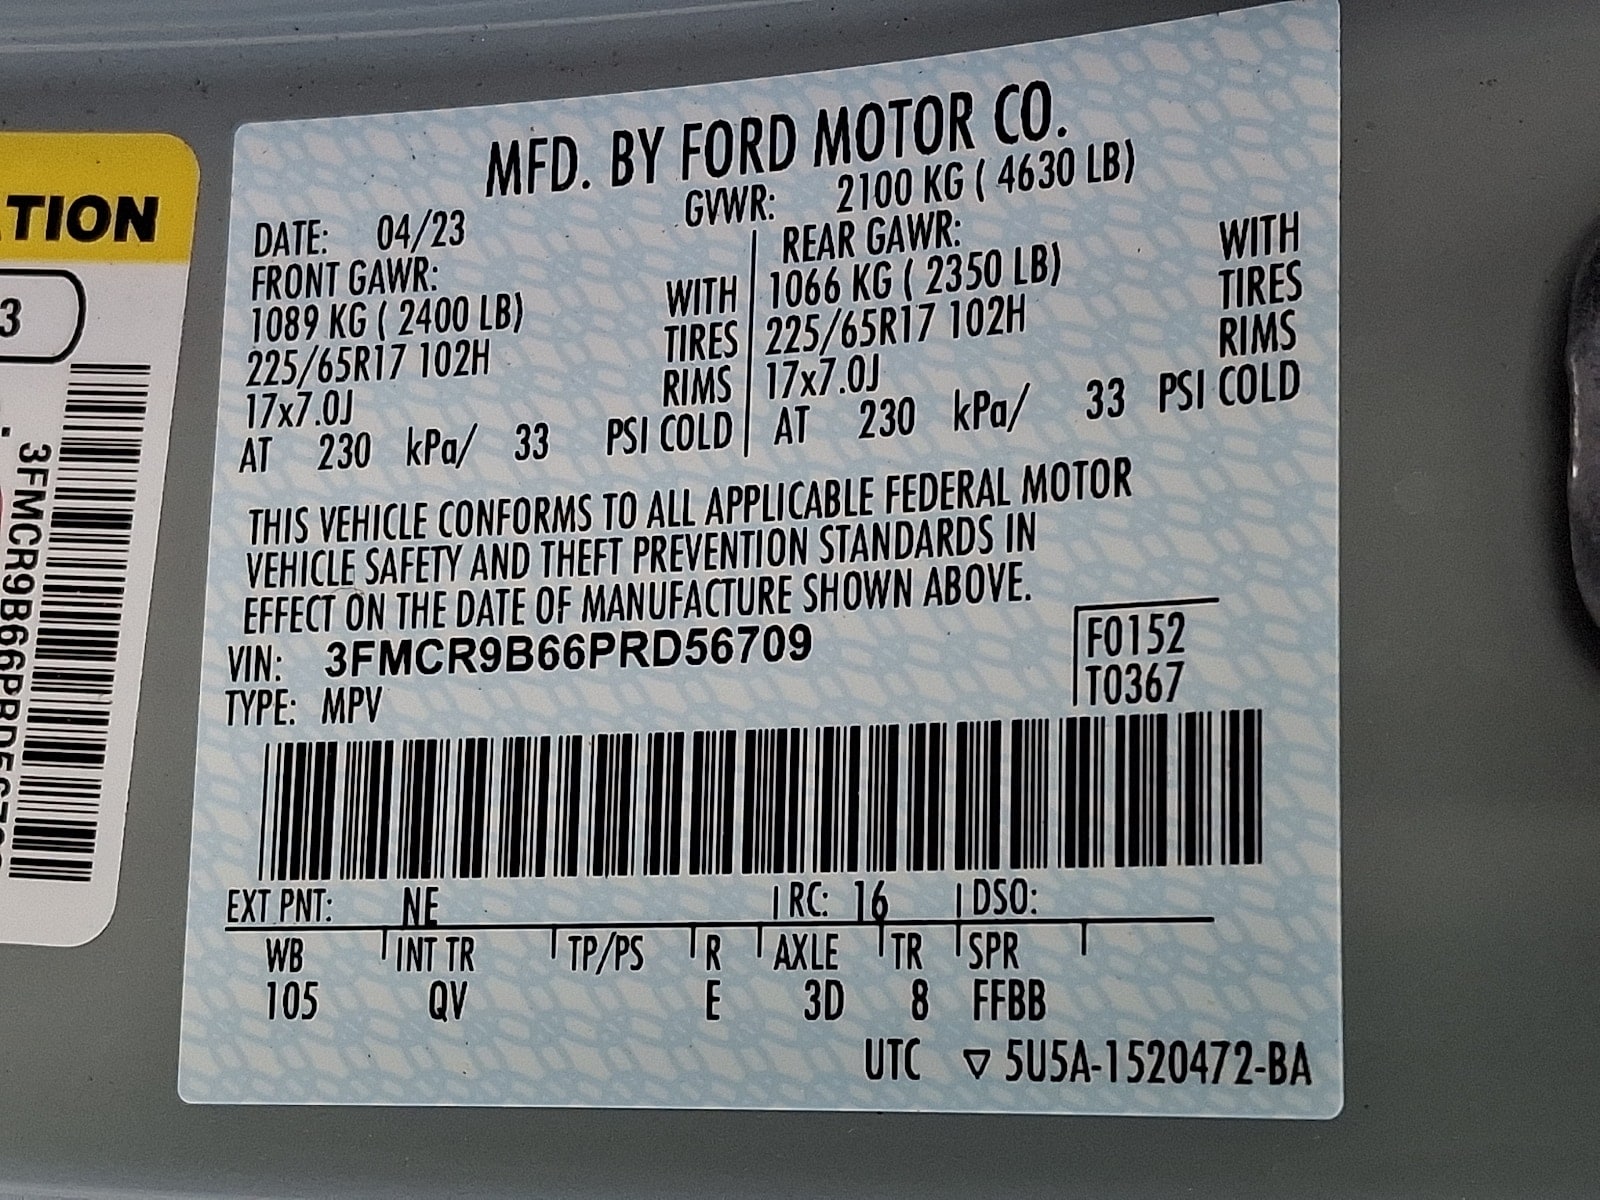 TION
3
3FMCR9B66PRD5670
MFD. BY FORD MOTOR CO.
DATE: 04/23
GVWR: 2100 KG ( 4630 LB)
FRONT GAWR:
1089 KG ( 2400 LB) WITH
225/65R17 102H TIRES
17x7.0J RIMS
AT 230 kPa/ 33 PSI COLD
REAR GAWR:
1066 KG ( 2350 LB) WITH
225/65R17 102H TIRES
17x7.0J RIMS
AT 230 kPa/ 33 PSI COLD
THIS VEHICLE CONFORMS TO ALL APPLICABLE FEDERAL MOTOR
VEHICLE SAFETY AND THEFT PREVENTION STANDARDS IN
EFFECT ON THE DATE OF MANUFACTURE SHOWN ABOVE.
VIN: 3FMCR9B66PRD56709
TYPE: MPV
F0152
T0367
EXT PNT: NE RC: 16 DSO:
WB INT TR TP/PS R AXLE TR SPR
105 QV E 3D 8 FFBB
UTC ▽ 5U5A-1520472-BA